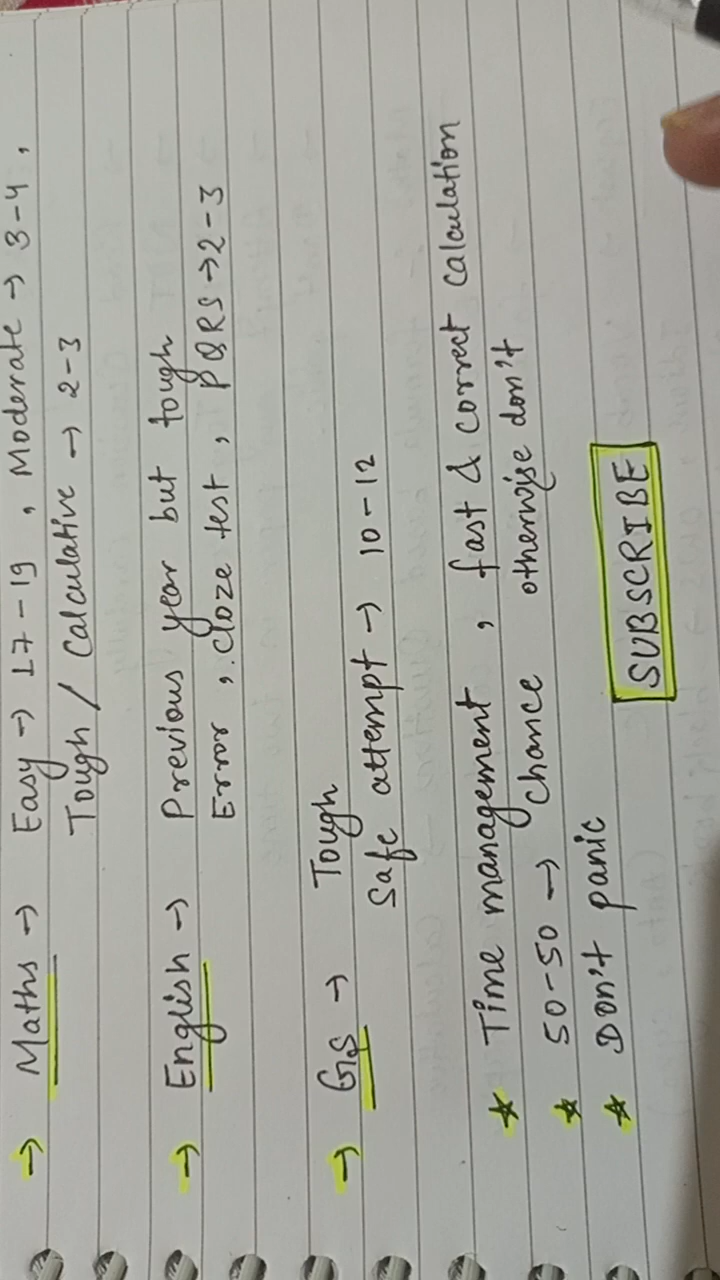 → Maths → Easy → 17-19 , Moderate → 3-4 ,
Tough / Calculative → 2-3
→ English → Previous year but tough
Error , cloze test , PQRS → 2-3
→ GS → Tough
Safe attempt → 10-12
★ Time management , fast & correct calculation
★ 50-50 → chance otherwise don't
★ Don't panic
SUBSCRIBE